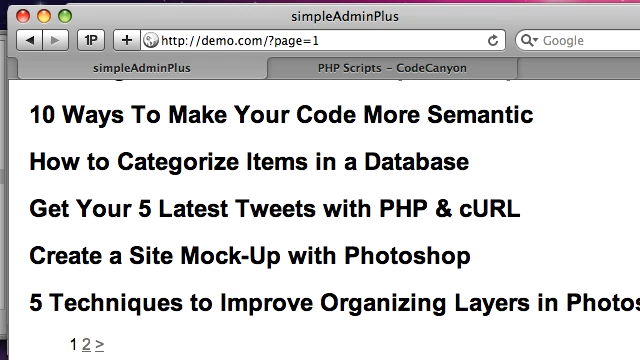 simpleAdminPlus
1P + http://demo.com/?page=1 Google
simpleAdminPlus PHP Scripts – CodeCanyon
10 Ways To Make Your Code More Semantic
How to Categorize Items in a Database
Get Your 5 Latest Tweets with PHP & cURL
Create a Site Mock-Up with Photoshop
5 Techniques to Improve Organizing Layers in Photos
1 2 >